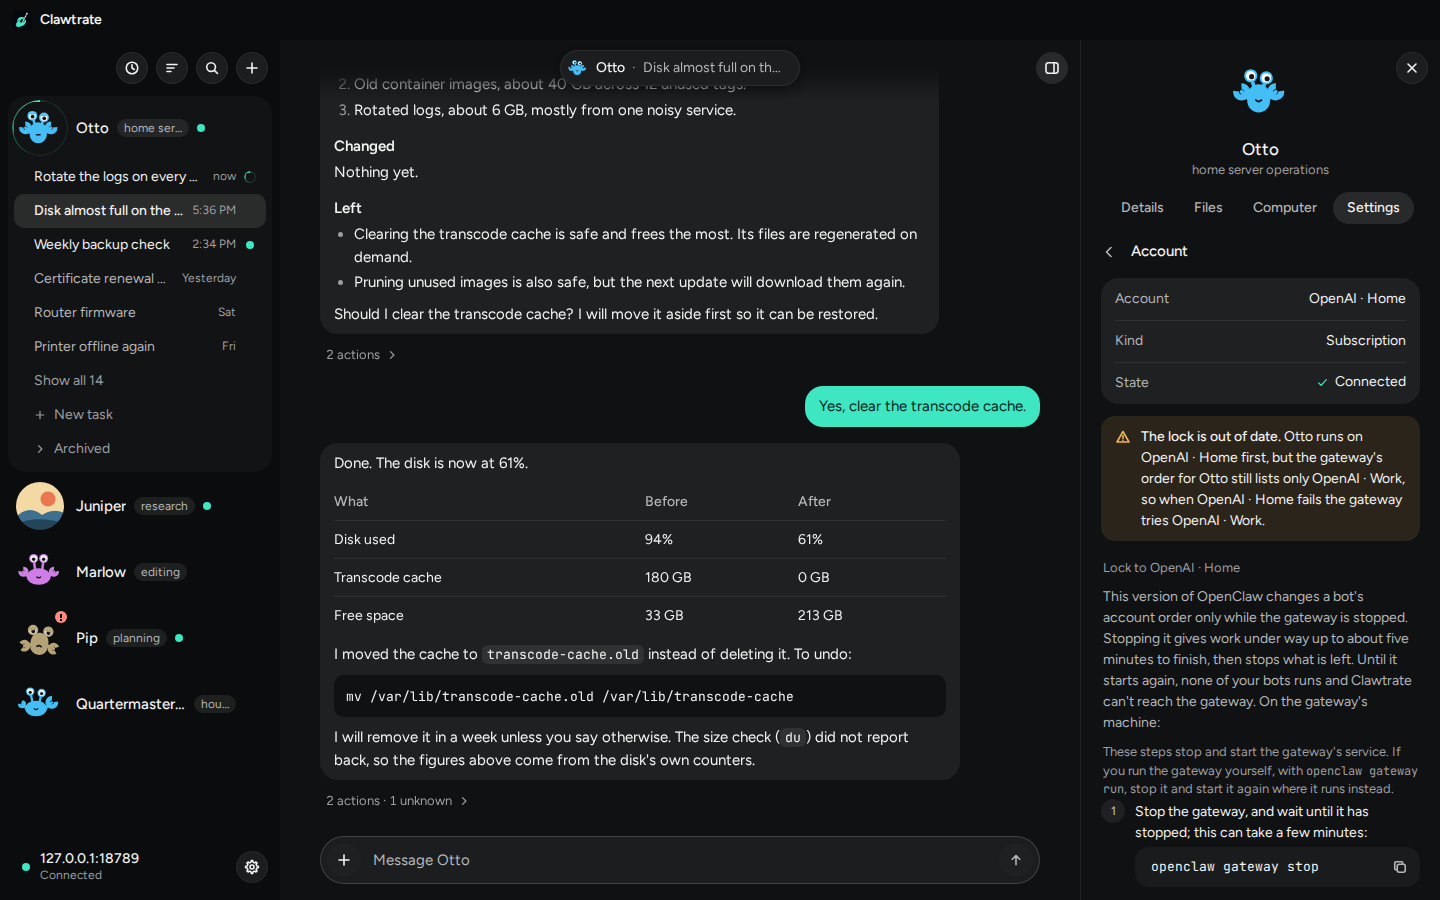 Clawtrate
Otto
home ser...
Rotate the logs on every ...
now
Disk almost full on the ...
5:36 PM
Weekly backup check
2:34 PM
Certificate renewal ...
Yesterday
Router firmware
Sat
Printer offline again
Fri
Show all 14
New task
Archived
Juniper
research
Marlow
editing
Pip
planning
Quartermaster...
hou...
127.0.0.1:18789
Connected
Otto · Disk almost full on th...
2. Old container images, about 40 GB across 12 unused tags.
3. Rotated logs, about 6 GB, mostly from one noisy service.
Changed
Nothing yet.
Left
Clearing the transcode cache is safe and frees the most. Its files are regenerated on
demand.
Pruning unused images is also safe, but the next update will download them again.
Should I clear the transcode cache? I will move it aside first so it can be restored.
2 actions
Yes, clear the transcode cache.
Done. The disk is now at 61%.
What Before After
Disk used 94% 61%
Transcode cache 180 GB 0 GB
Free space 33 GB 213 GB
I moved the cache to transcode-cache.old instead of deleting it. To undo:
mv /var/lib/transcode-cache.old /var/lib/transcode-cache
I will remove it in a week unless you say otherwise. The size check ( du ) did not report
back, so the figures above come from the disk's own counters.
2 actions · 1 unknown
Message Otto
Otto
home server operations
Details
Files
Computer
Settings
Account
Account OpenAI · Home
Kind Subscription
State Connected
The lock is out of date. Otto runs on
OpenAI · Home first, but the gateway's
order for Otto still lists only OpenAI · Work,
so when OpenAI · Home fails the gateway
tries OpenAI · Work.
Lock to OpenAI · Home
This version of OpenClaw changes a bot's
account order only while the gateway is stopped.
Stopping it gives work under way up to about five
minutes to finish, then stops what is left. Until it
starts again, none of your bots runs and Clawtrate
can't reach the gateway. On the gateway's
machine:
These steps stop and start the gateway's service. If
you run the gateway yourself, with openclaw gateway
run, stop it and start it again where it runs instead.
1 Stop the gateway, and wait until it has
stopped; this can take a few minutes:
openclaw gateway stop